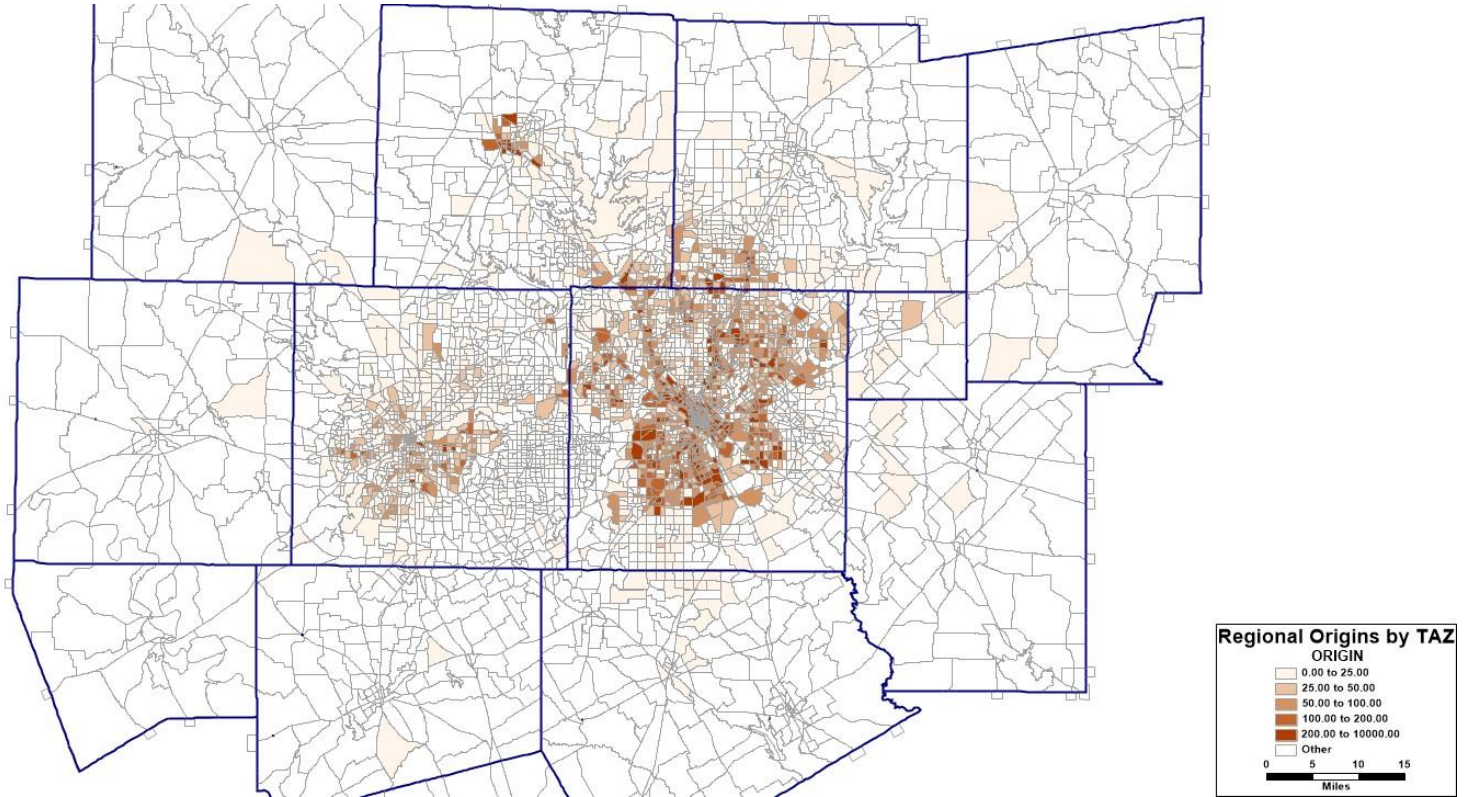 Regional Origins by TAZ
ORIGIN
0.00 to 25.00
25.00 to 50.00
50.00 to 100.00
100.00 to 200.00
200.00 to 10000.00
Other
0 5 10 15
Miles